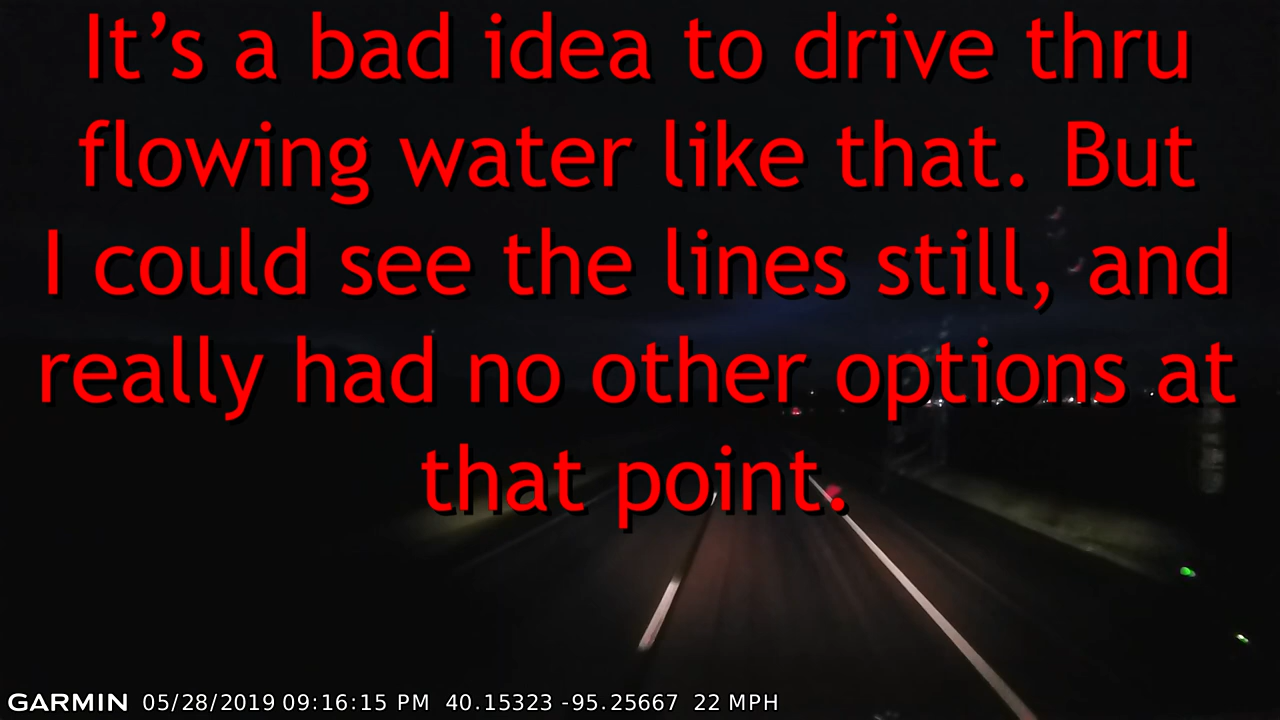 It’s a bad idea to drive thru
flowing water like that. But
I could see the lines still, and
really had no other options at
that point.
GARMIN 05/28/2019 09:16:15 PM 40.15323 -95.25667 22 MPH